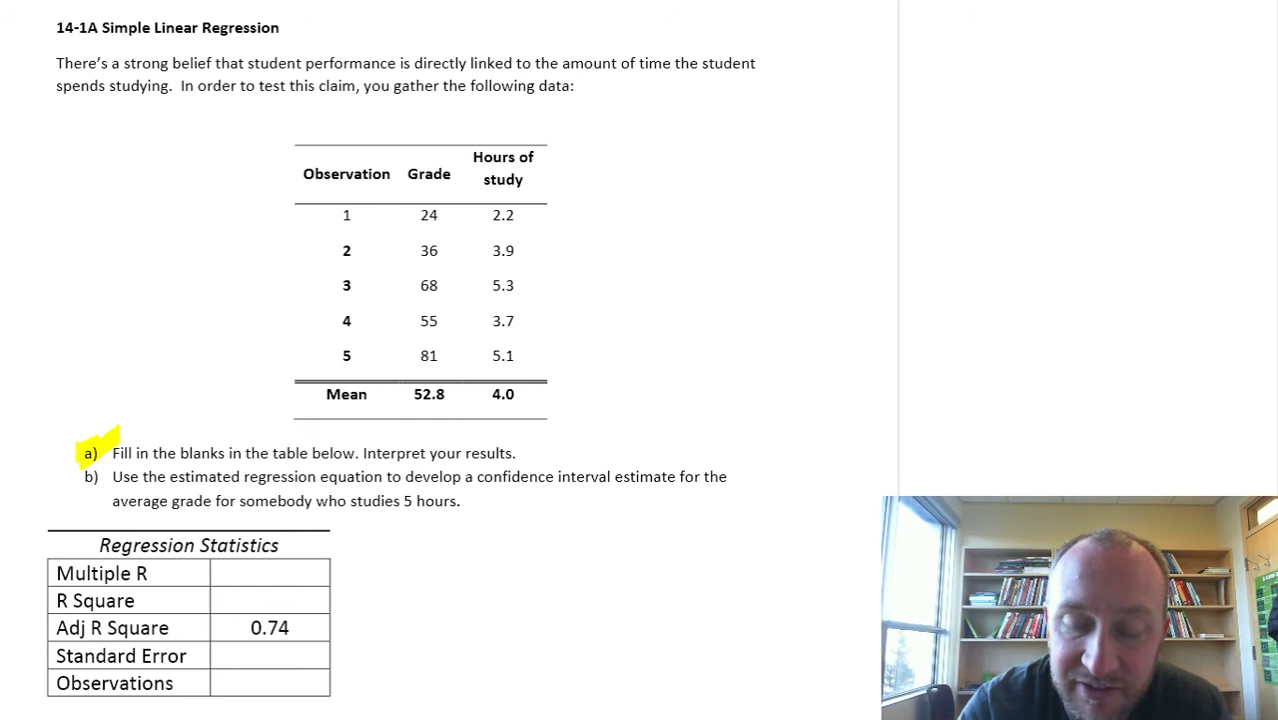 14-1A Simple Linear Regression
There's a strong belief that student performance is directly linked to the amount of time the student
spends studying.  In order to test this claim, you gather the following data:
Observation Grade Hours of study
1 24 2.2
2 36 3.9
3 68 5.3
4 55 3.7
5 81 5.1
Mean 52.8 4.0
a) Fill in the blanks in the table below. Interpret your results.
b) Use the estimated regression equation to develop a confidence interval estimate for the
average grade for somebody who studies 5 hours.
Regression Statistics
Multiple R
R Square
Adj R Square 0.74
Standard Error
Observations